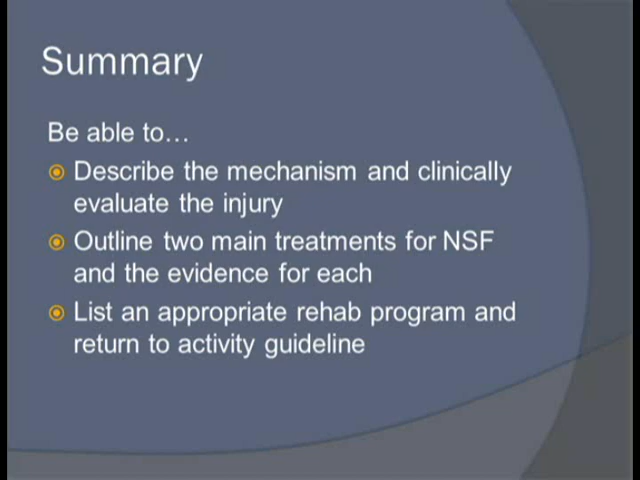 Summary
Be able to…
Describe the mechanism and clinically
evaluate the injury
Outline two main treatments for NSF
and the evidence for each
List an appropriate rehab program and
return to activity guideline